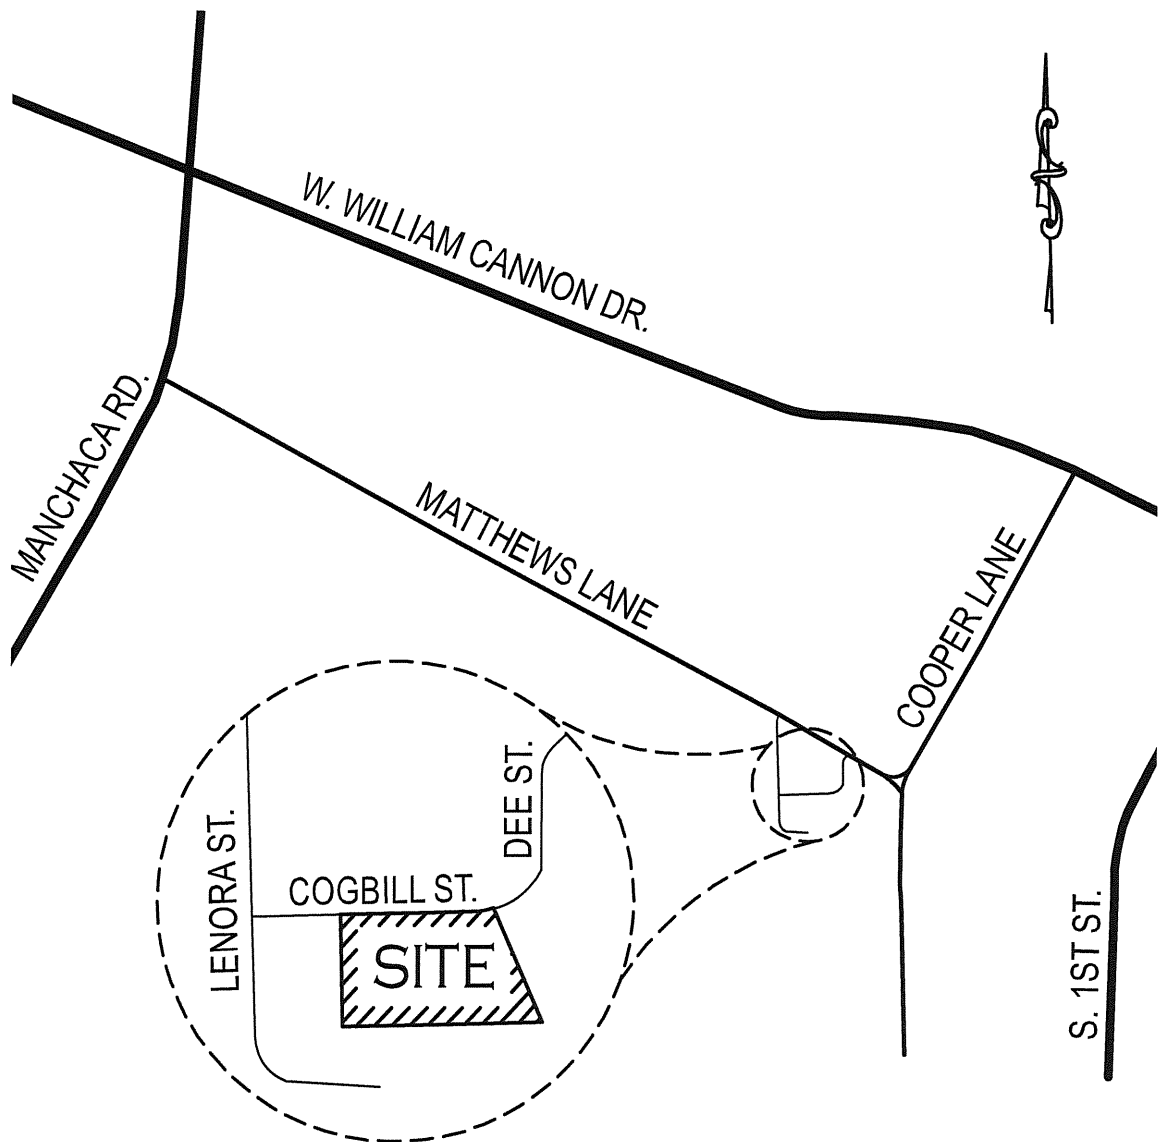 W. WILLIAM CANNON DR.
MANCHACA RD.
MATTHEWS LANE
COOPER LANE
DEE ST.
LENORA ST.
COGBILL ST.
SITE
S. 1ST ST.